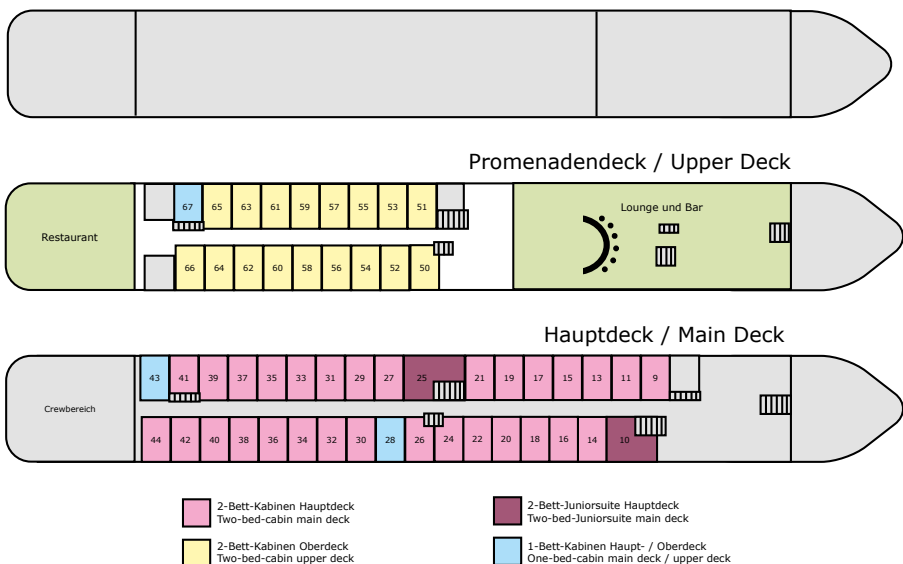 Promenadendeck / Upper Deck
67 65 63 61 59 57 55 53 51
Lounge und Bar
Restaurant
66 64 62 60 58 56 54 52 50
Hauptdeck / Main Deck
43 41 39 37 35 33 31 29 27 25 21 19 17 15 13 11 9
Crewbereich
44 42 40 38 36 34 32 30 28 26 24 22 20 18 16 14 10
2-Bett-Kabinen Hauptdeck
Two-bed-cabin main deck
2-Bett-Juniorsuite Hauptdeck
Two-bed-Juniorsuite main deck
2-Bett-Kabinen Oberdeck
Two-bed-cabin upper deck
1-Bett-Kabinen Haupt- / Oberdeck
One-bed-cabin main deck / upper deck